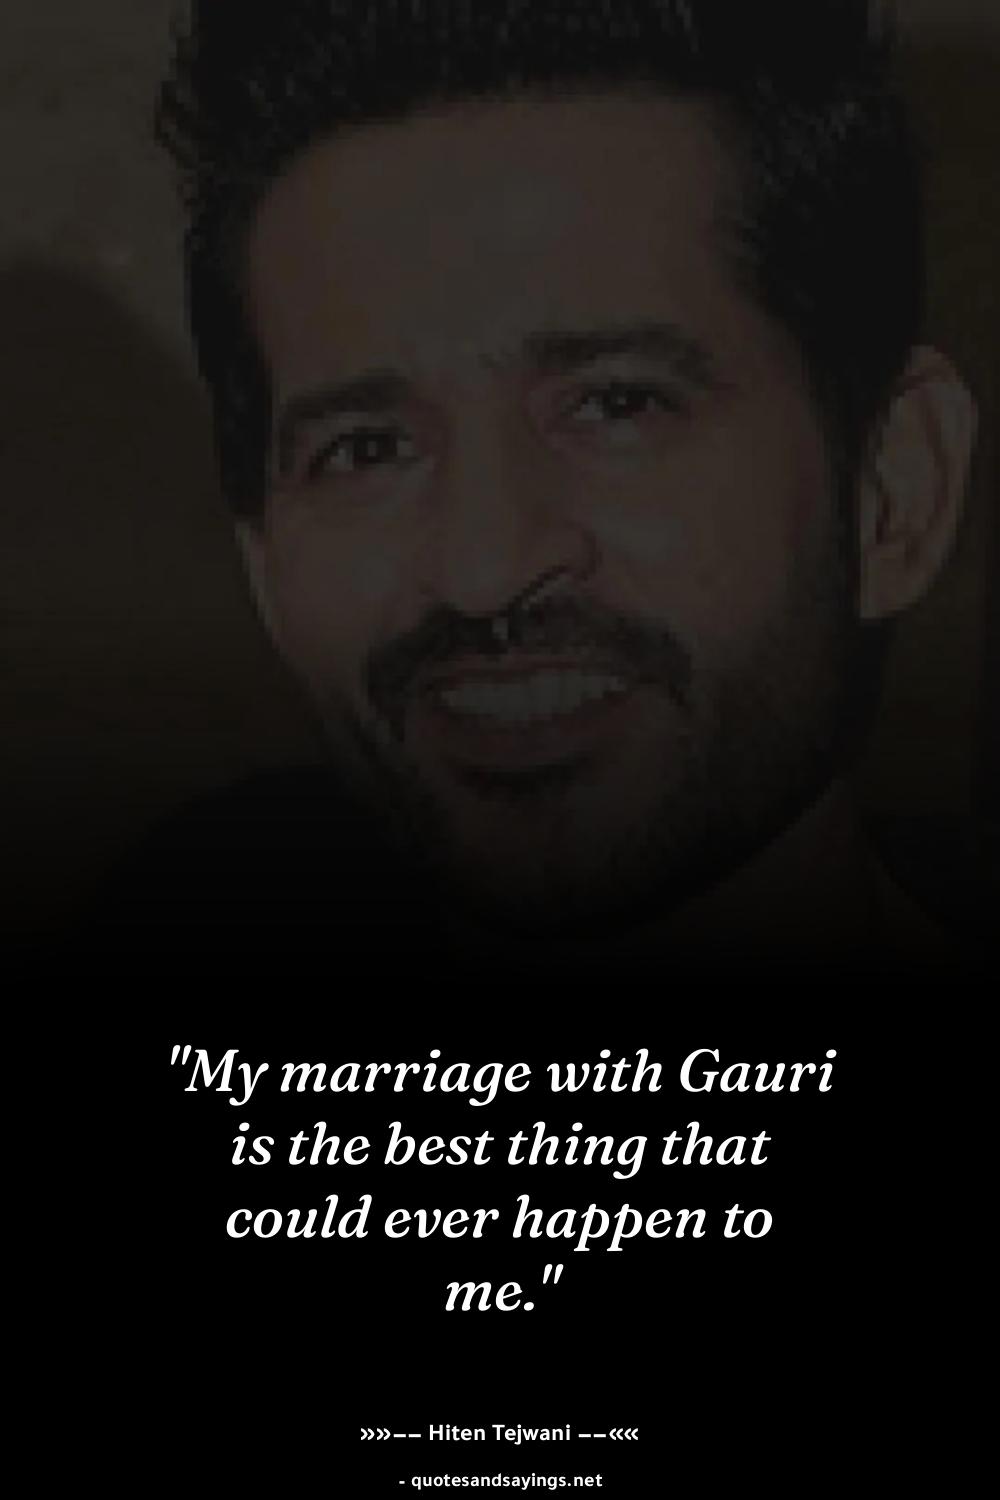 "My marriage with Gauri
is the best thing that
could ever happen to
me."
»»−− Hiten Tejwani −−««
- quotesandsayings.net